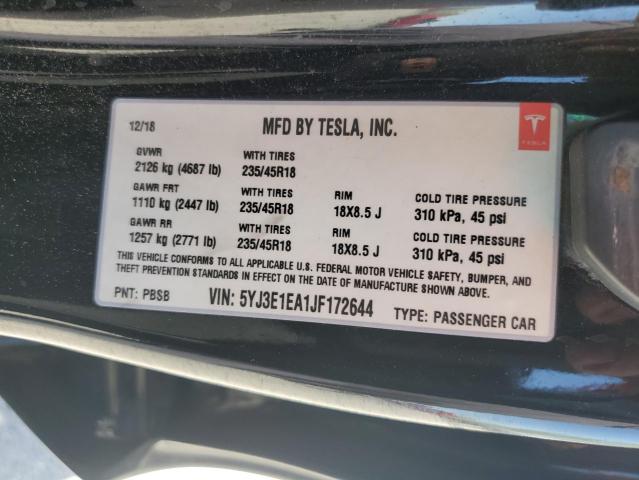 12/18 MFD BY TESLA, INC.
TESLA
GVWR WITH TIRES
2126 kg (4687 lb) 235/45R18
GAWR FRT WITH TIRES RIM COLD TIRE PRESSURE
1110 kg (2447 lb) 235/45R18 18X8.5 J 310 kPa, 45 psi
GAWR RR WITH TIRES RIM COLD TIRE PRESSURE
1257 kg (2771 lb) 235/45R18 18X8.5 J 310 kPa, 45 psi
THIS VEHICLE CONFORMS TO ALL APPLICABLE U.S. FEDERAL MOTOR VEHICLE SAFETY, BUMPER, AND
THEFT PREVENTION STANDARDS IN EFFECT ON THE DATE OF MANUFACTURE SHOWN ABOVE.
PNT: PBSB VIN: 5YJ3E1EA1JF172644 TYPE: PASSENGER CAR